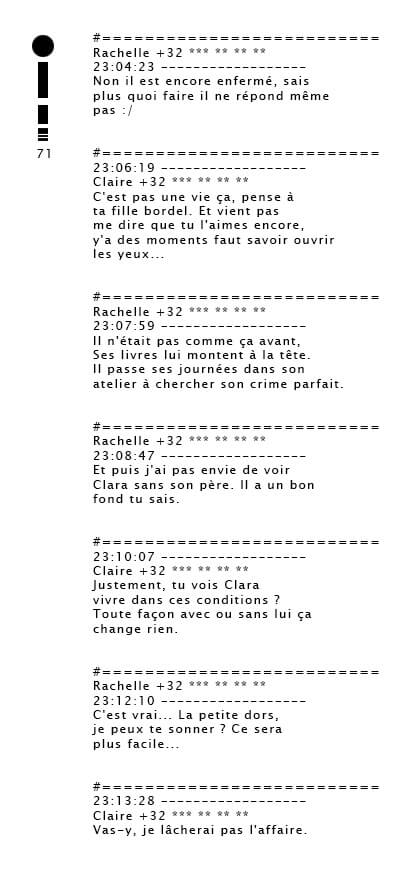 #==========================
Rachelle +32 *** ** ** **
23:04:23 ------------------
Non il est encore enfermé, sais
plus quoi faire il ne répond même
pas :/
71
#==========================
23:06:19 ------------------
Claire +32 *** ** ** **
C'est pas une vie ça, pense à
ta fille bordel. Et vient pas
me dire que tu l'aimes encore,
y'a des moments faut savoir ouvrir
les yeux...
#==========================
Rachelle +32 *** ** ** **
23:07:59 ------------------
Il n'était pas comme ça avant,
Ses livres lui montent à la tête.
Il passe ses journées dans son
atelier à chercher son crime parfait.
#==========================
Rachelle +32 *** ** ** **
23:08:47 ------------------
Et puis j'ai pas envie de voir
Clara sans son père. Il a un bon
fond tu sais.
#==========================
23:10:07 ------------------
Claire +32 *** ** ** **
Justement, tu vois Clara
vivre dans ces conditions ?
Toute façon avec ou sans lui ça
change rien.
#==========================
Rachelle +32 *** ** ** **
23:12:10 ------------------
C'est vrai... La petite dors,
je peux te sonner ? Ce sera
plus facile...
#==========================
23:13:28 ------------------
Claire +32 *** ** ** **
Vas-y, je lâcherai pas l'affaire.